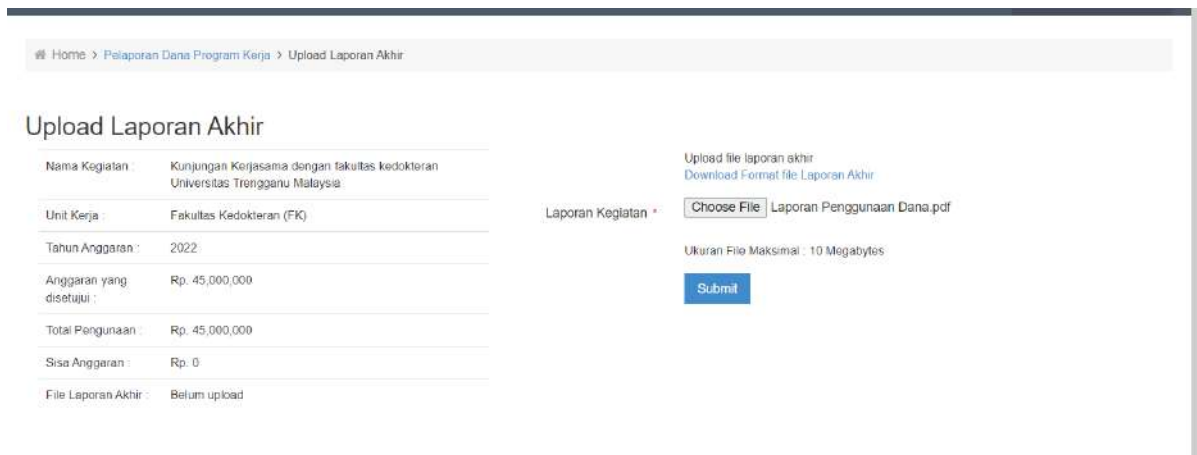 Home > Pelaporan Dana Program Kerja > Upload Laporan Akhir
Upload Laporan Akhir
Nama Kegiatan : Kunjungan Kerjasama dengan fakultas kedokteran
Universitas Trengganu Malaysia
Unit Kerja : Fakultas Kedokteran (FK)
Tahun Anggaran : 2022
Anggaran yang
disetujui : Rp. 45,000,000
Total Pengunaan : Rp. 45,000,000
Sisa Anggaran : Rp. 0
File Laporan Akhir : Belum upload
Upload file laporan akhir
Download Format file Laporan Akhir
Laporan Kegiatan * Choose File Laporan Penggunaan Dana.pdf
Ukuran File Maksimal : 10 Megabytes
Submit